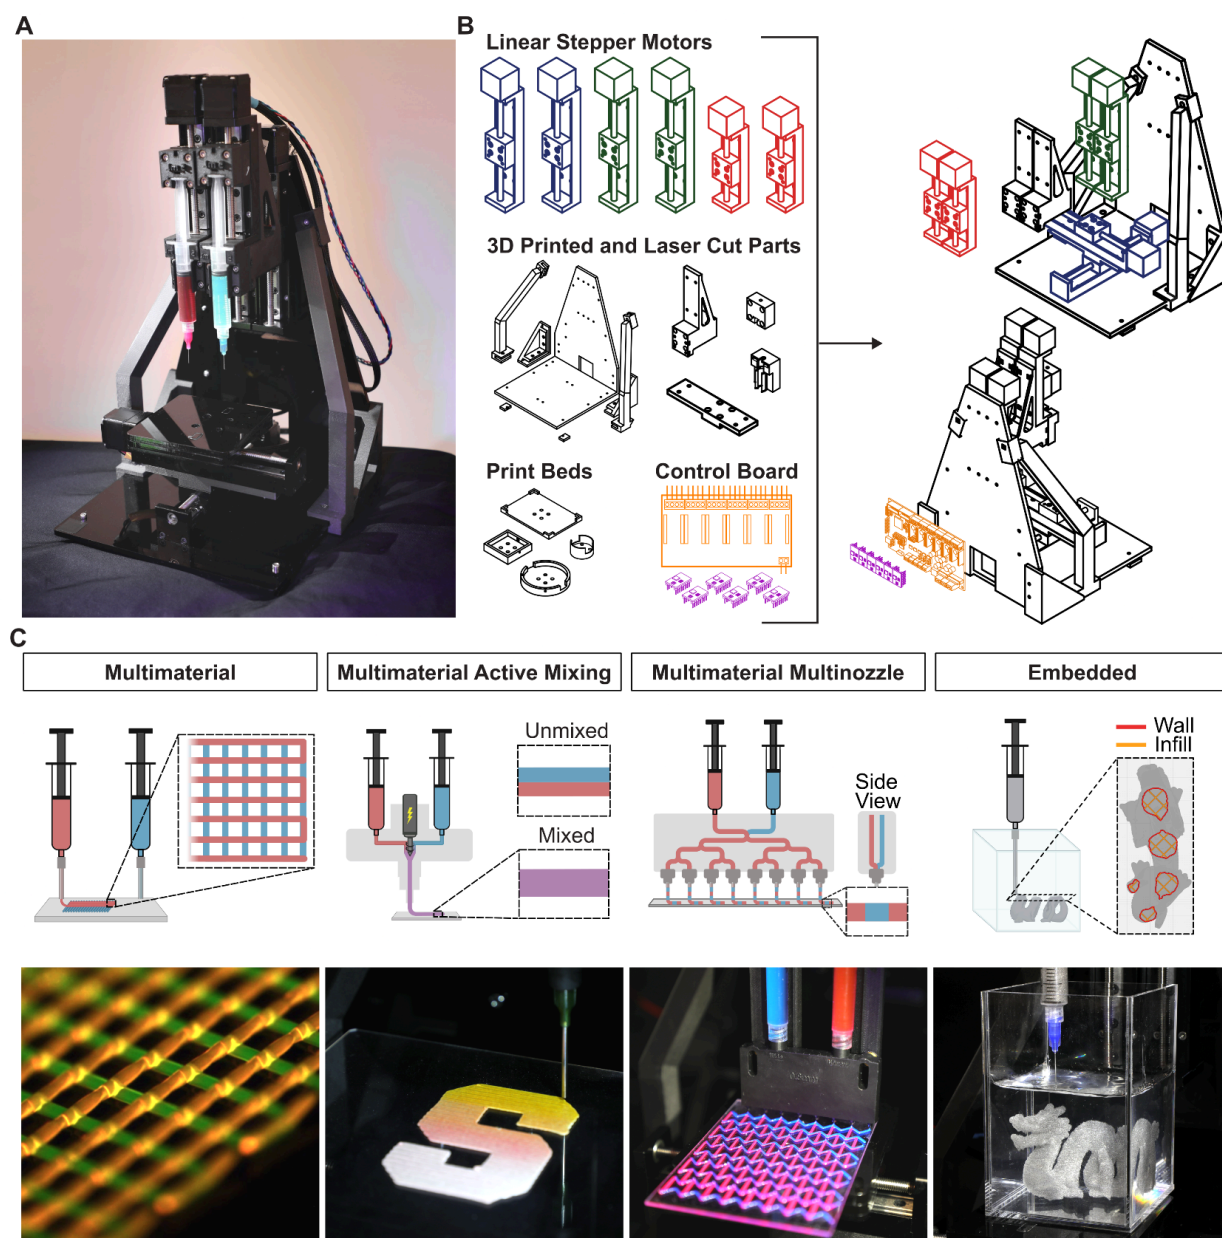 A
B
Linear Stepper Motors
3D Printed and Laser Cut Parts
Print Beds
Control Board
C
Multimaterial
Multimaterial Active Mixing
Multimaterial Multinozzle
Embedded
Unmixed
Mixed
Side
View
Wall
Infill